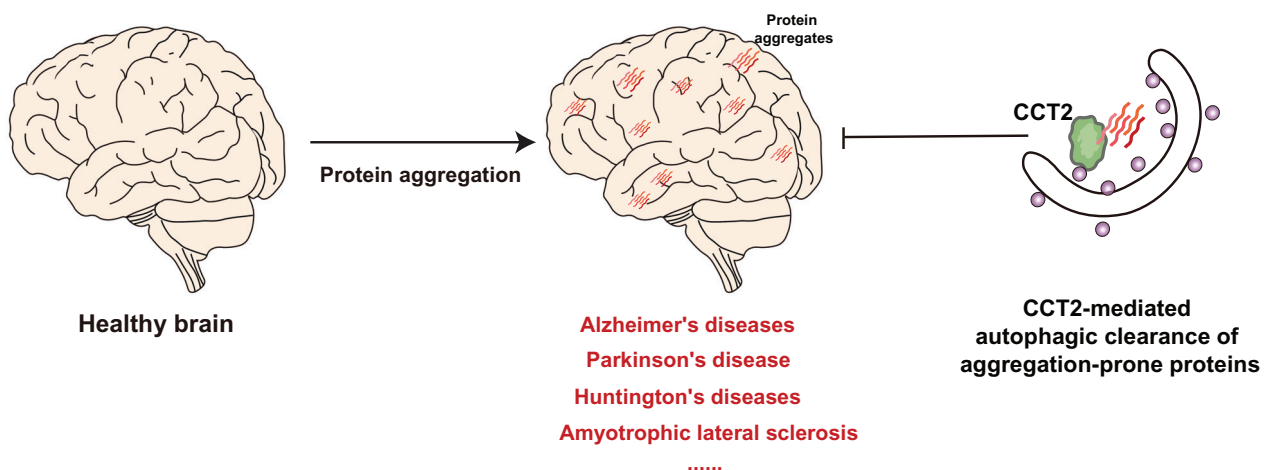 Protein
aggregates
CCT2
Protein aggregation
Healthy brain
Alzheimer's diseases
Parkinson's disease
Huntington's diseases
Amyotrophic lateral sclerosis
......
CCT2-mediated
autophagic clearance of
aggregation-prone proteins